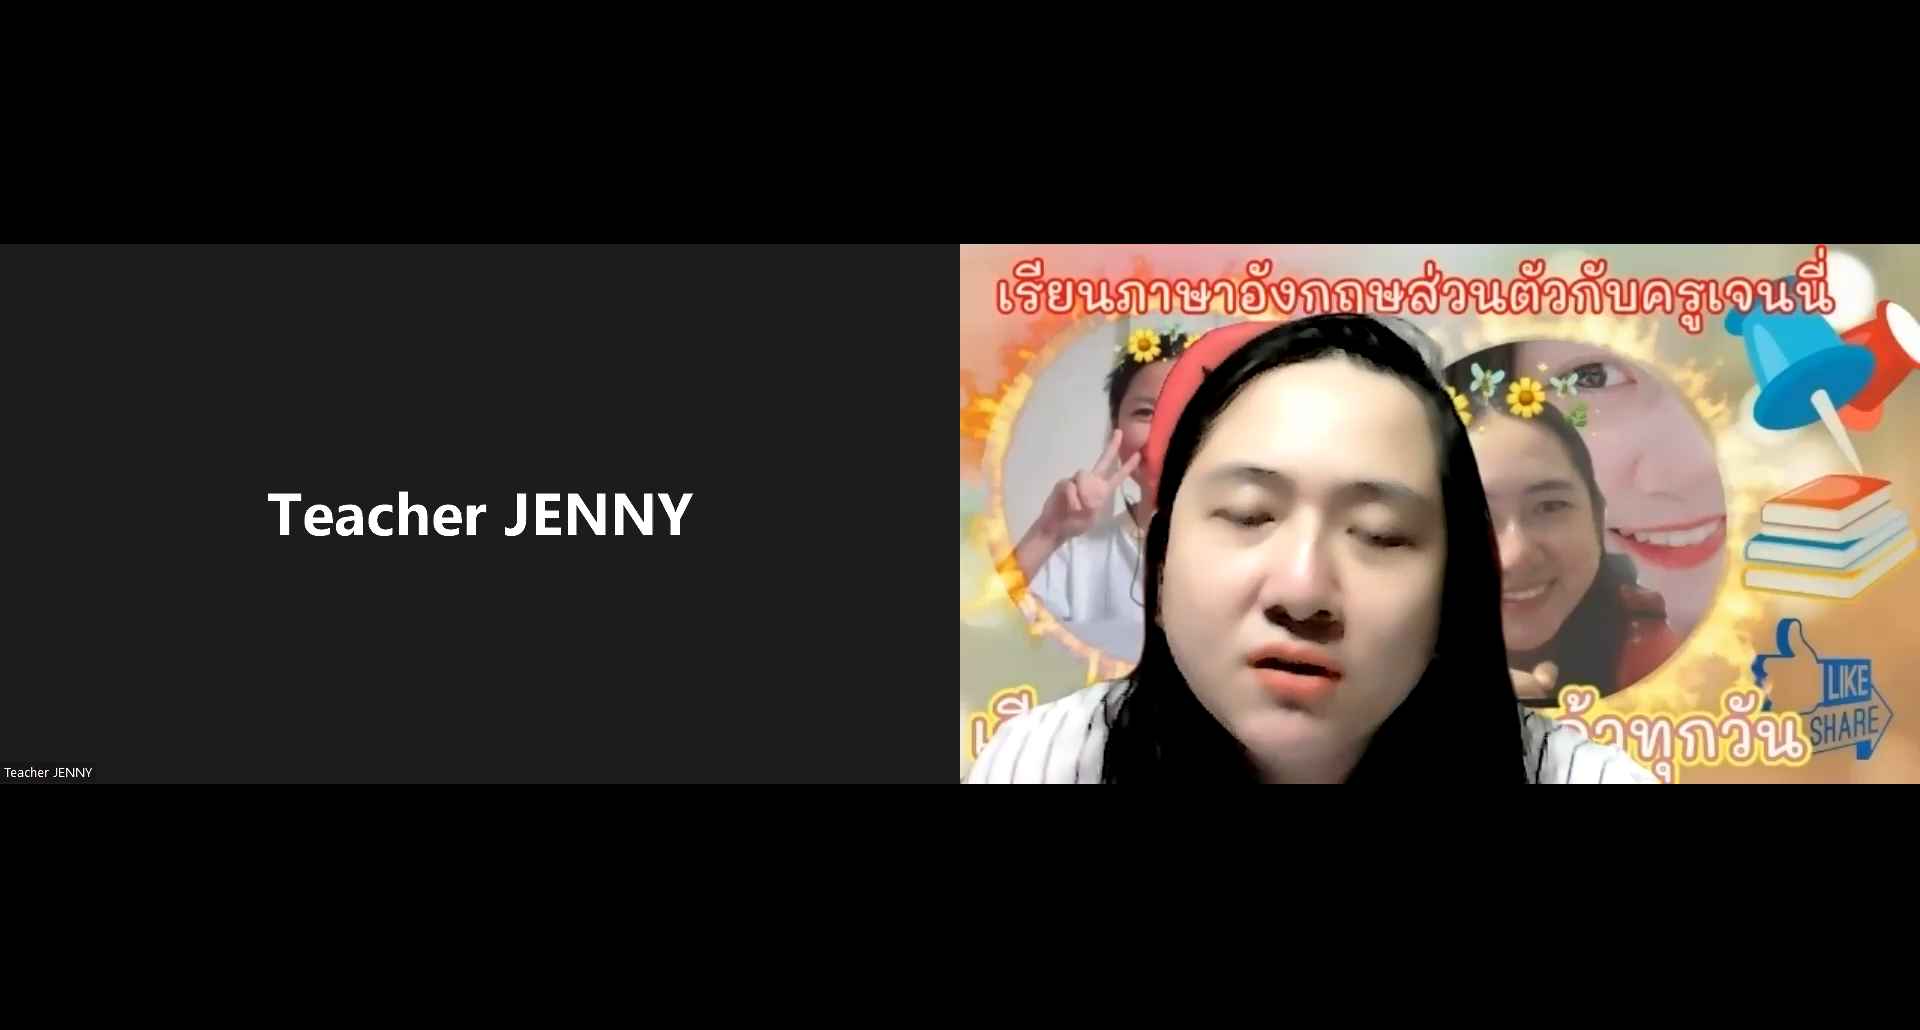 เรียนภาษาอังกฤษส่วนตัวกับครูเจนนี่
Teacher JENNY
LIKE
SHARE
ทุกวัน
Teacher JENNY